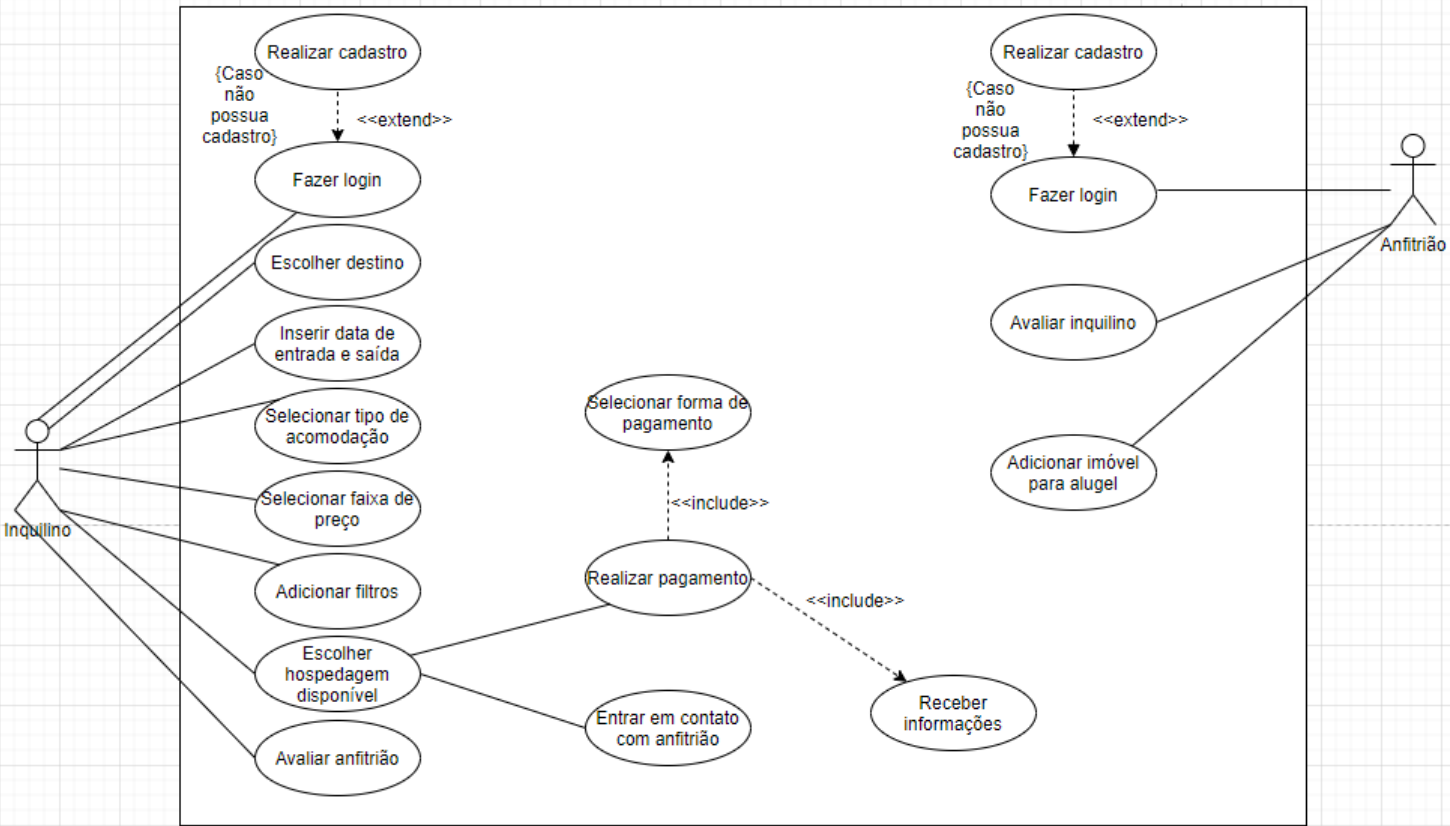 Realizar cadastro
{Caso
não
possua
cadastro}
<<extend>>
Fazer login
Escolher destino
Inserir data de
entrada e saída
Selecionar tipo de
acomodação
Selecionar faixa de
preço
Adicionar filtros
Escolher
hospedagem
disponível
Avaliar anfitrião
Inquilino
Selecionar forma de
pagamento
<<include>>
Realizar pagamento
<<include>>
Entrar em contato
com anfitrião
Receber
informações
Realizar cadastro
{Caso
não
possua
cadastro}
<<extend>>
Fazer login
Avaliar inquilino
Adicionar imóvel
para alugel
Anfitrião